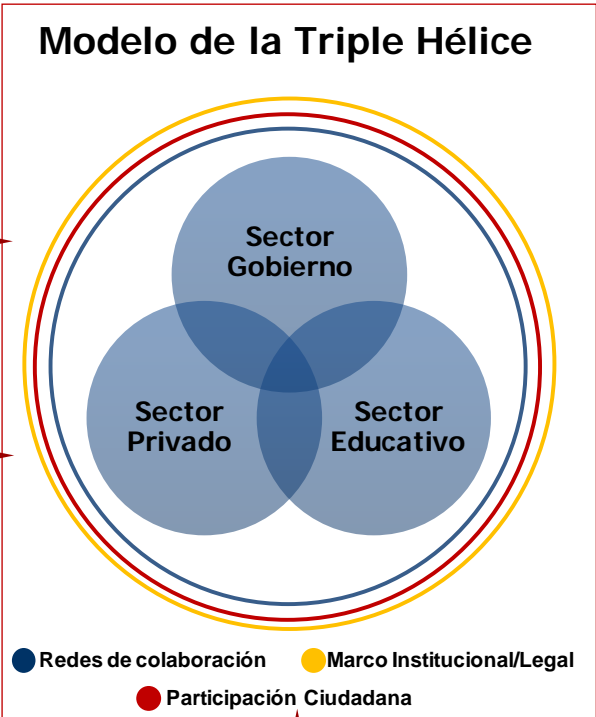 Modelo de la Triple Hélice
Sector
Gobierno
Sector
Privado
Sector
Educativo
Redes de colaboración
Marco Institucional/Legal
Participación Ciudadana